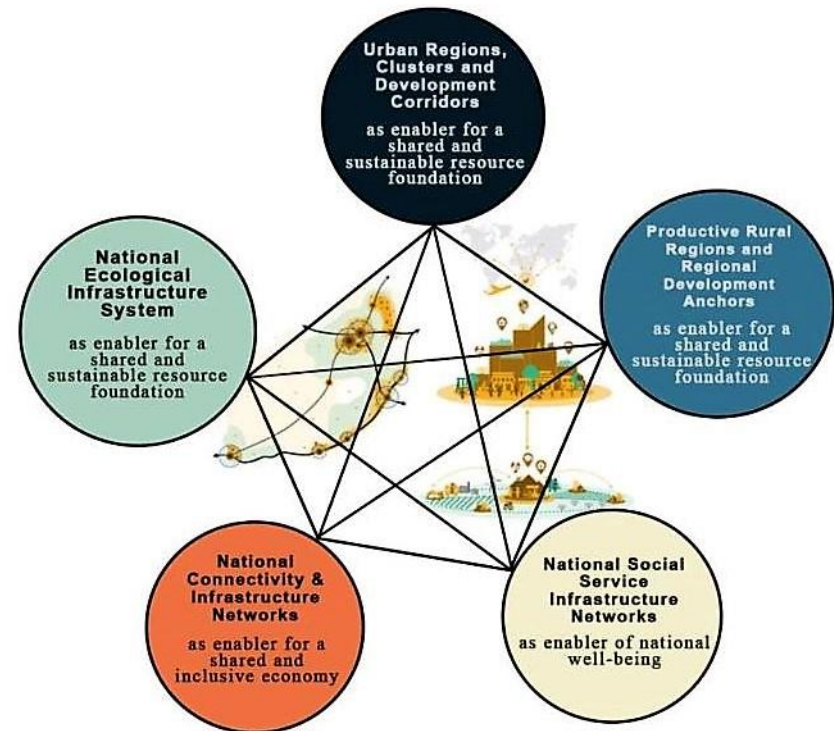 Urban Regions,
Clusters and
Development
Corridors
as enabler for a
shared and
sustainable resource
foundation
National
Ecological
Infrastructure
System
as enabler for a
shared and
sustainable resource
foundation
Productive Rural
Regions and
Regional
Development
Anchors
as enabler for a
shared and
sustainable resource
foundation
National
Connectivity &
Infrastructure
Networks
as enabler for a
shared and
inclusive economy
National Social
Service
Infrastructure
Networks
as enabler of national
well-being